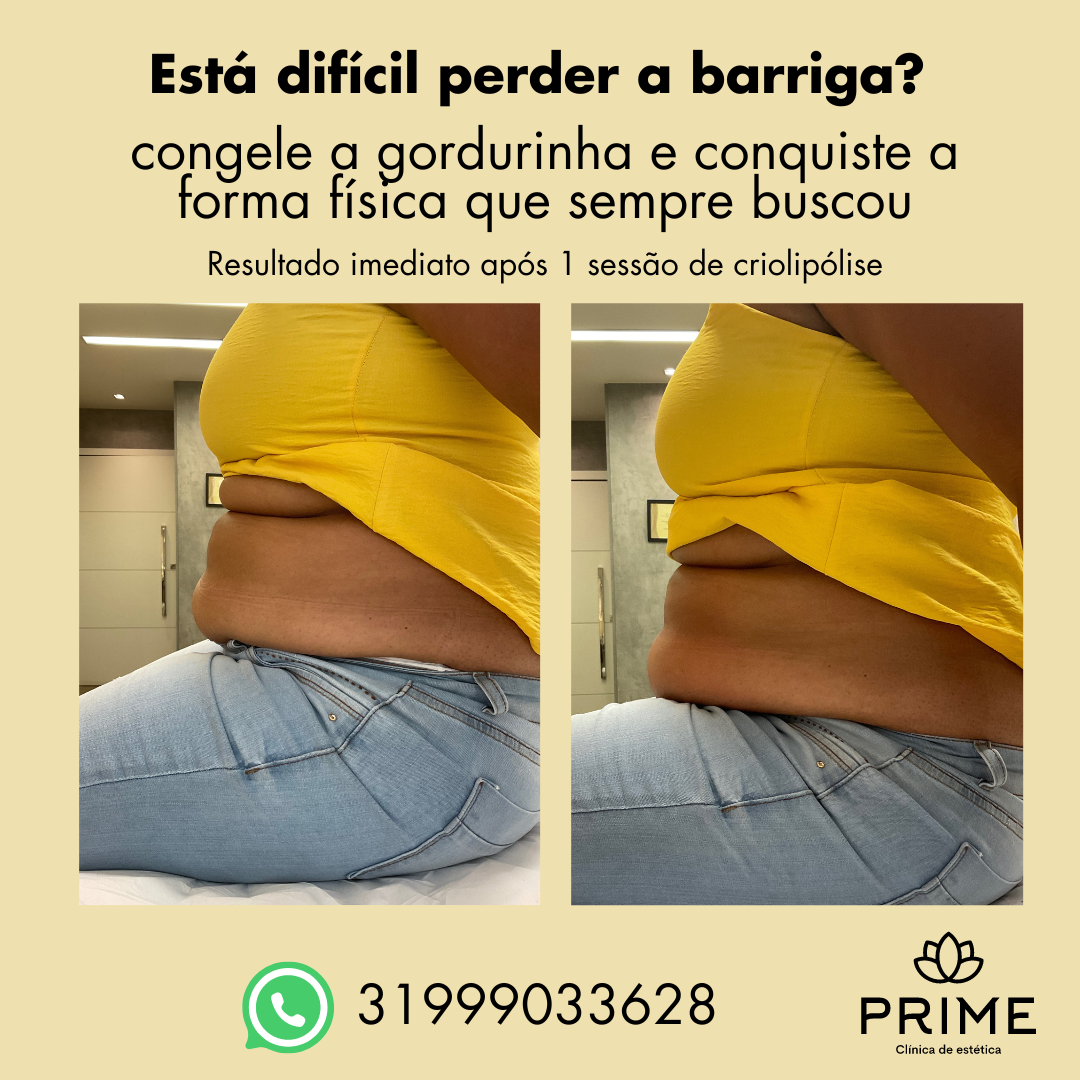 Está difícil perder a barriga?
congele a gordurinha e conquiste a
forma física que sempre buscou
Resultado imediato após 1 sessão de criolipólise
31999033628
PRIME
Clínica de estética